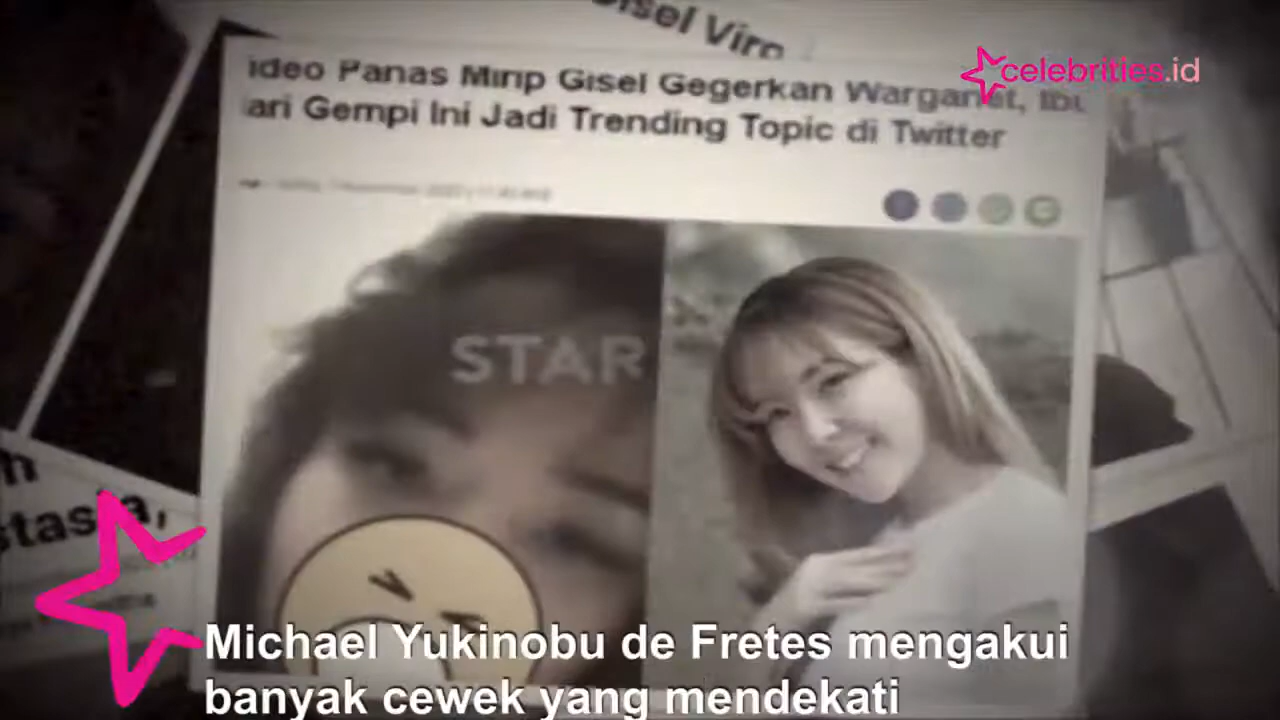 Gisel Viro
celebrities.id
ideo Panas Mirip Gisel Gegerkan Warganet, Ibu
ari Gempi Ini Jadi Trending Topic di Twitter
STAR
stasia,
Michael Yukinobu de Fretes mengakui
banyak cewek yang mendekati